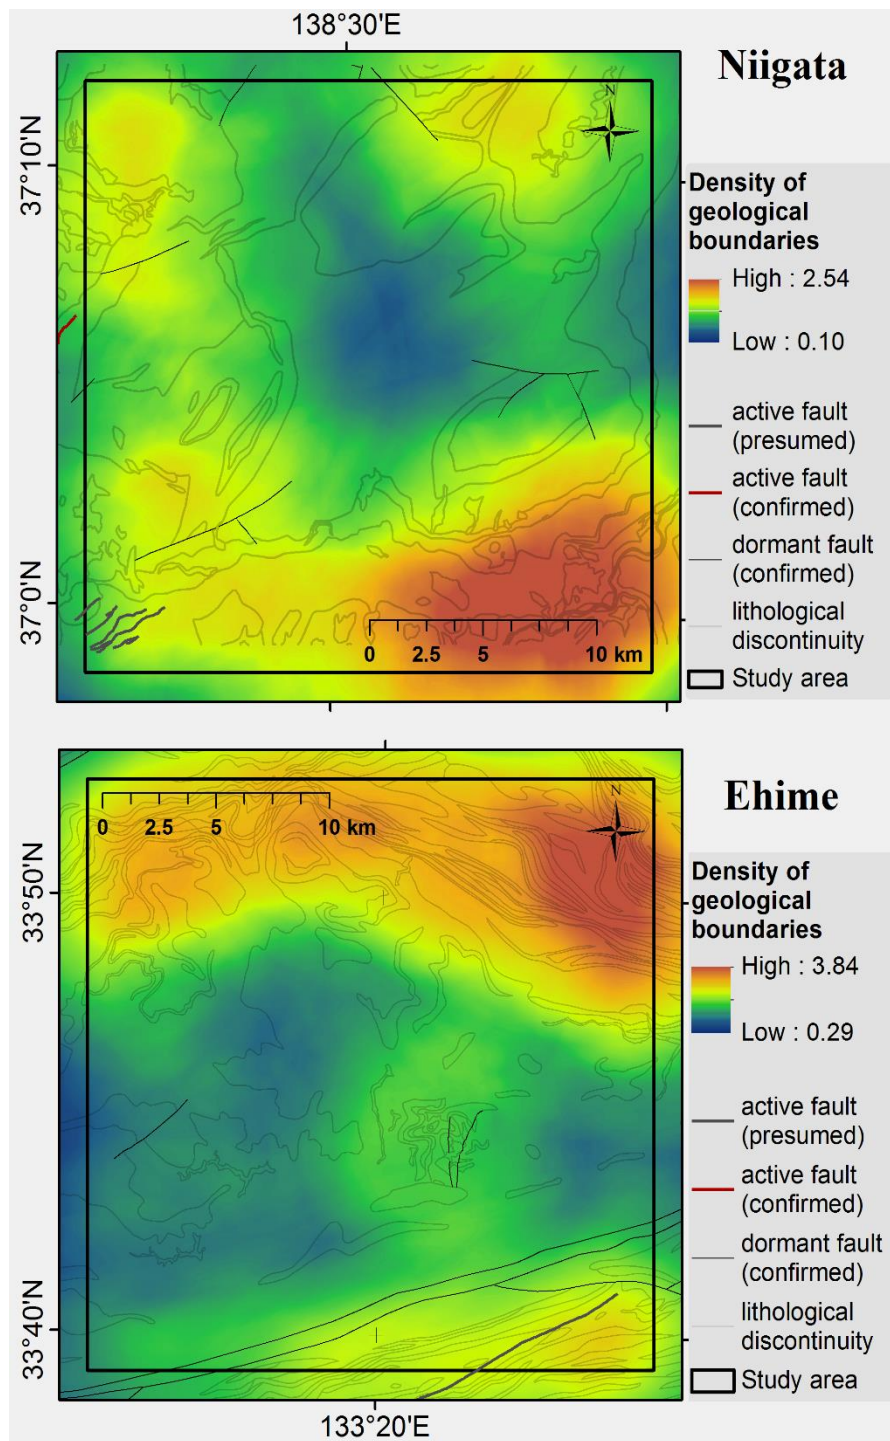 138°30'E
Niigata
N
37°10'N
Density of
geological
boundaries
High : 2.54
Low : 0.10
active fault
(presumed)
active fault
(confirmed)
dormant fault
(confirmed)
lithological
discontinuity
Study area
37°0'N
0 2.5 5 10 km
Ehime
N
0 2.5 5 10 km
33°50'N
Density of
geological
boundaries
High : 3.84
Low : 0.29
active fault
(presumed)
active fault
(confirmed)
dormant fault
(confirmed)
lithological
discontinuity
Study area
33°40'N
133°20'E